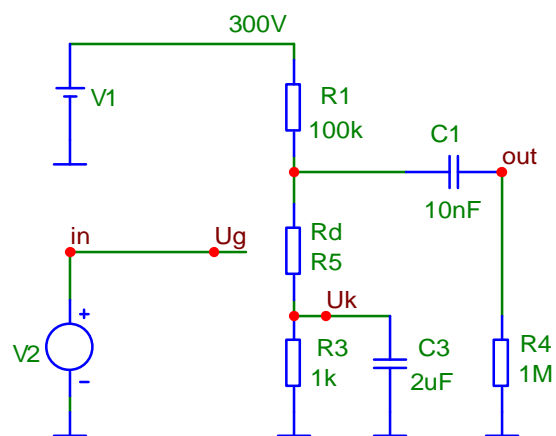 300V
V1
R1
100k
C1
out
10nF
in
Ug
Rd
R5
Uk
+
V2
-
R3
1k
C3
2uF
R4
1M